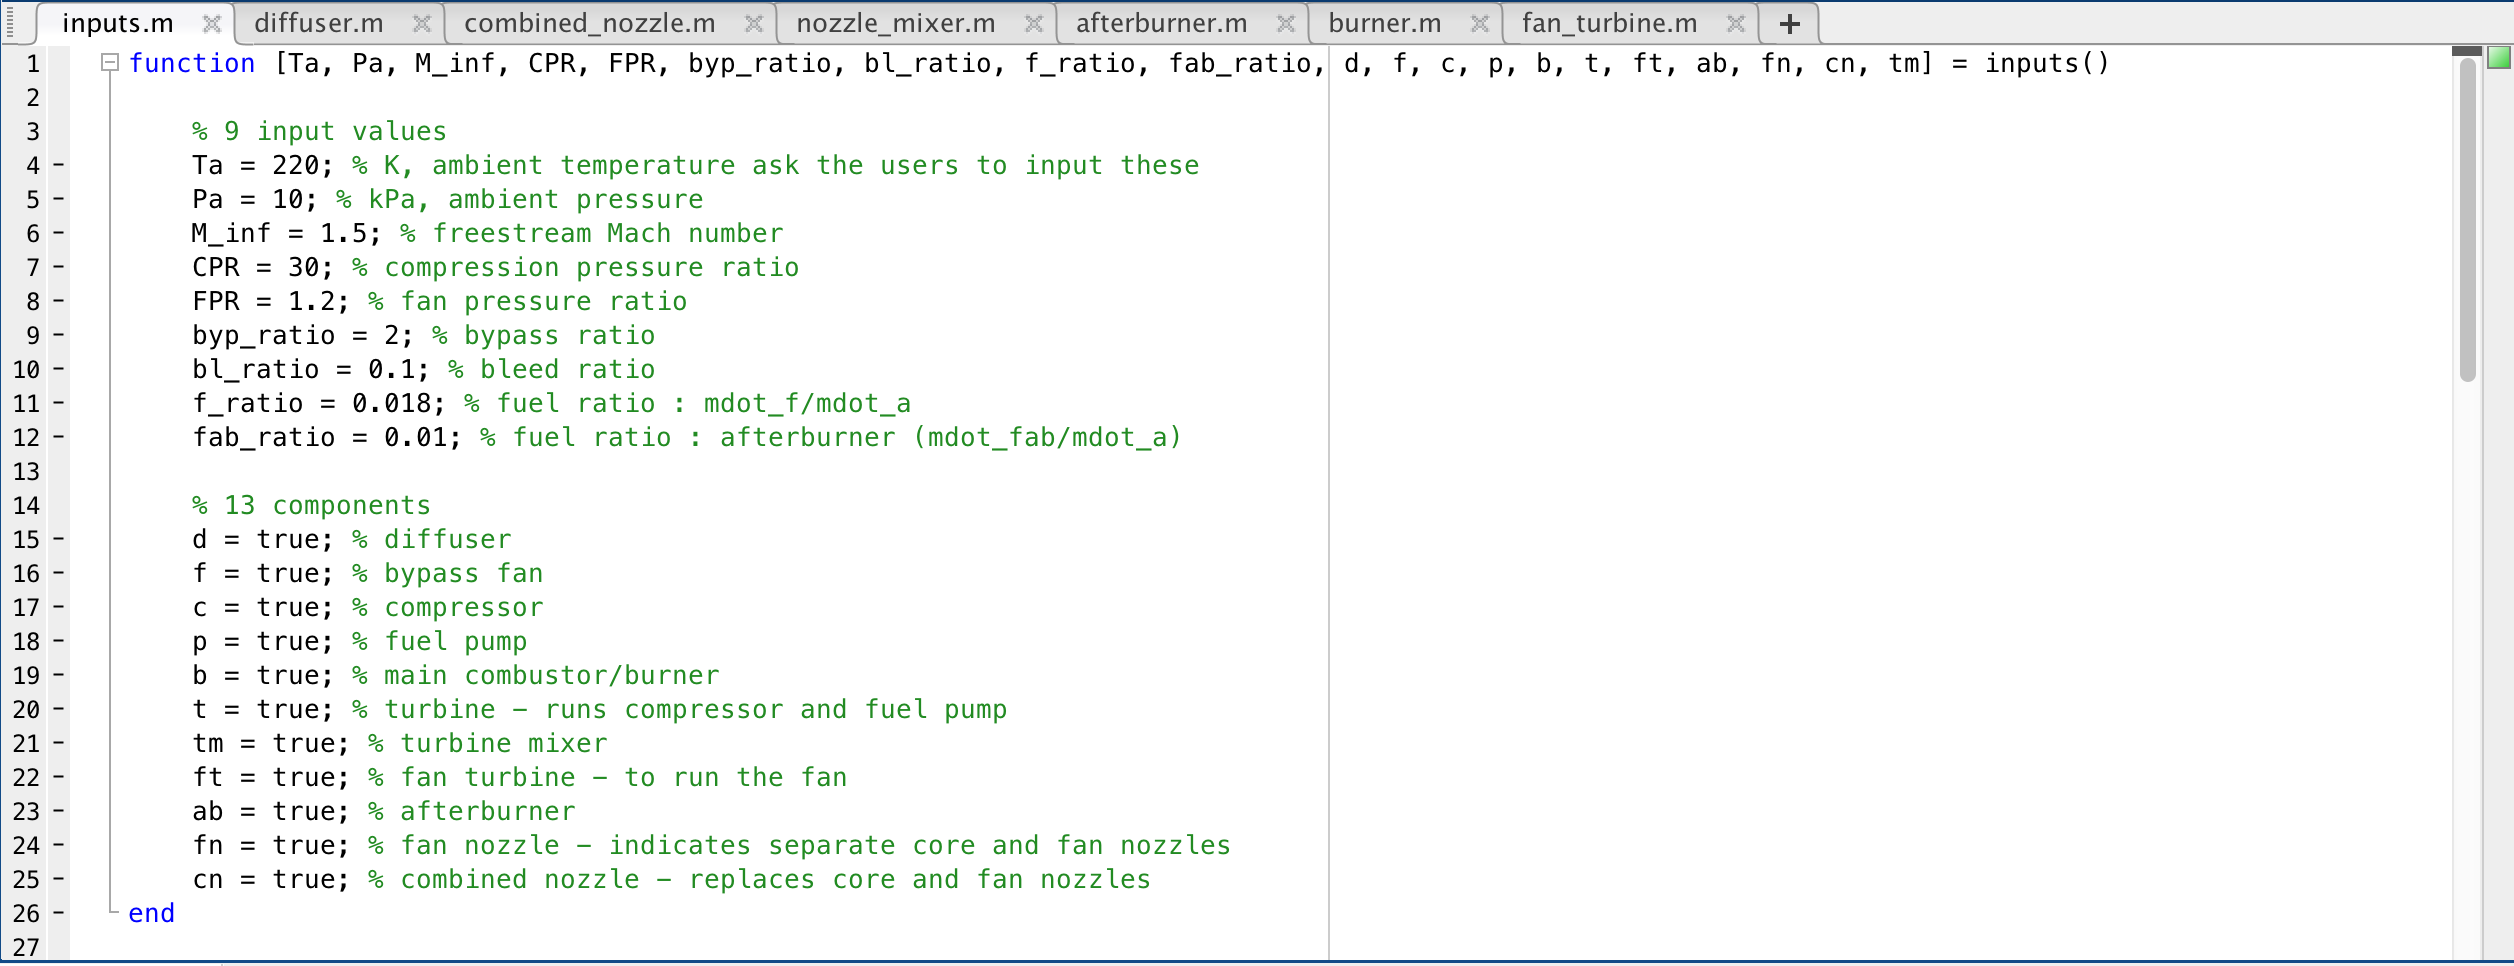 inputs.m diffuser.m combined_nozzle.m nozzle_mixer.m afterburner.m burner.m fan_turbine.m +
1 function [Ta, Pa, M_inf, CPR, FPR, byp_ratio, bl_ratio, f_ratio, fab_ratio, d, f, c, p, b, t, ft, ab, fn, cn, tm] = inputs()
2
3 % 9 input values
4 - Ta = 220; % K, ambient temperature ask the users to input these
5 - Pa = 10; % kPa, ambient pressure
6 - M_inf = 1.5; % freestream Mach number
7 - CPR = 30; % compression pressure ratio
8 - FPR = 1.2; % fan pressure ratio
9 - byp_ratio = 2; % bypass ratio
10 - bl_ratio = 0.1; % bleed ratio
11 - f_ratio = 0.018; % fuel ratio : mdot_f/mdot_a
12 - fab_ratio = 0.01; % fuel ratio : afterburner (mdot_fab/mdot_a)
13
14 % 13 components
15 - d = true; % diffuser
16 - f = true; % bypass fan
17 - c = true; % compressor
18 - p = true; % fuel pump
19 - b = true; % main combustor/burner
20 - t = true; % turbine – runs compressor and fuel pump
21 - tm = true; % turbine mixer
22 - ft = true; % fan turbine – to run the fan
23 - ab = true; % afterburner
24 - fn = true; % fan nozzle – indicates separate core and fan nozzles
25 - cn = true; % combined nozzle – replaces core and fan nozzles
26 - end
27